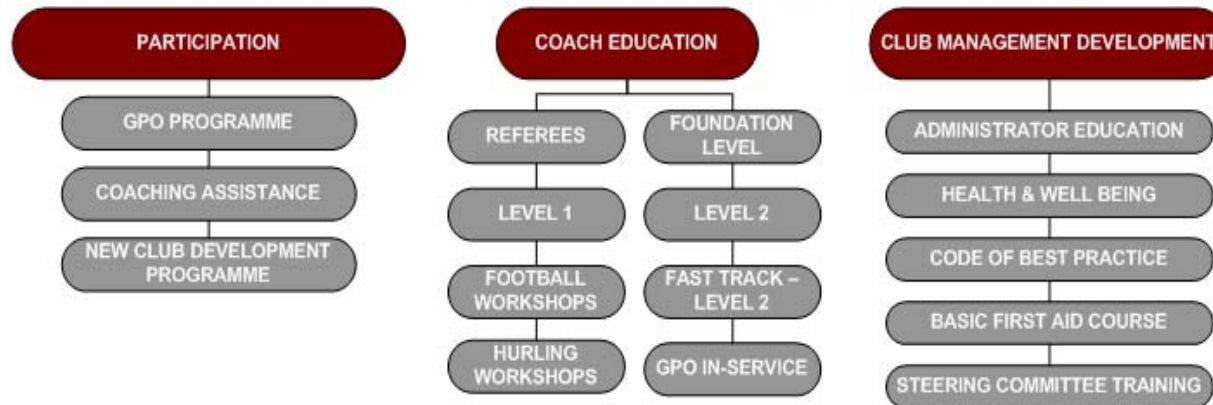 PARTICIPATION
GPO PROGRAMME
COACHING ASSISTANCE
NEW CLUB DEVELOPMENT
PROGRAMME
COACH EDUCATION
REFEREES
LEVEL 1
FOOTBALL
WORKSHOPS
HURLING
WORKSHOPS
FOUNDATION
LEVEL
LEVEL 2
FAST TRACK –
LEVEL 2
GPO IN-SERVICE
CLUB MANAGEMENT DEVELOPMENT
ADMINISTRATOR EDUCATION
HEALTH & WELL BEING
CODE OF BEST PRACTICE
BASIC FIRST AID COURSE
STEERING COMMITTEE TRAINING